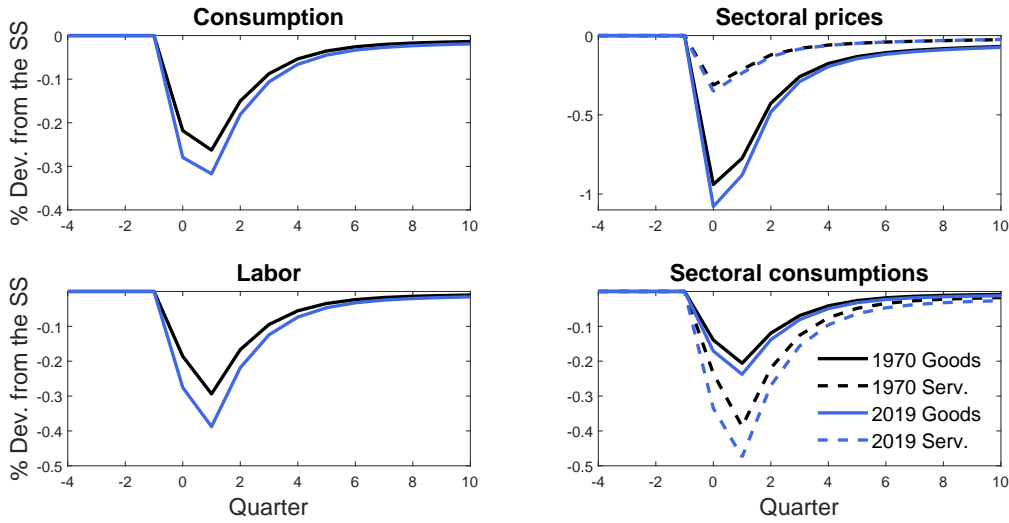 Consumption
% Dev. from the SS
0
-0.1
-0.2
-0.3
-0.4
-4 -2 0 2 4 6 8 10
Sectoral prices
0
-0.5
-1
-4 -2 0 2 4 6 8 10
Labor
% Dev. from the SS
-0.1
-0.2
-0.3
-0.4
-0.5
-4 -2 0 2 4 6 8 10
Quarter
Sectoral consumptions
-0.1
-0.2
-0.3
-0.4
-0.5
-4 -2 0 2 4 6 8 10
Quarter
1970 Goods
1970 Serv.
2019 Goods
2019 Serv.